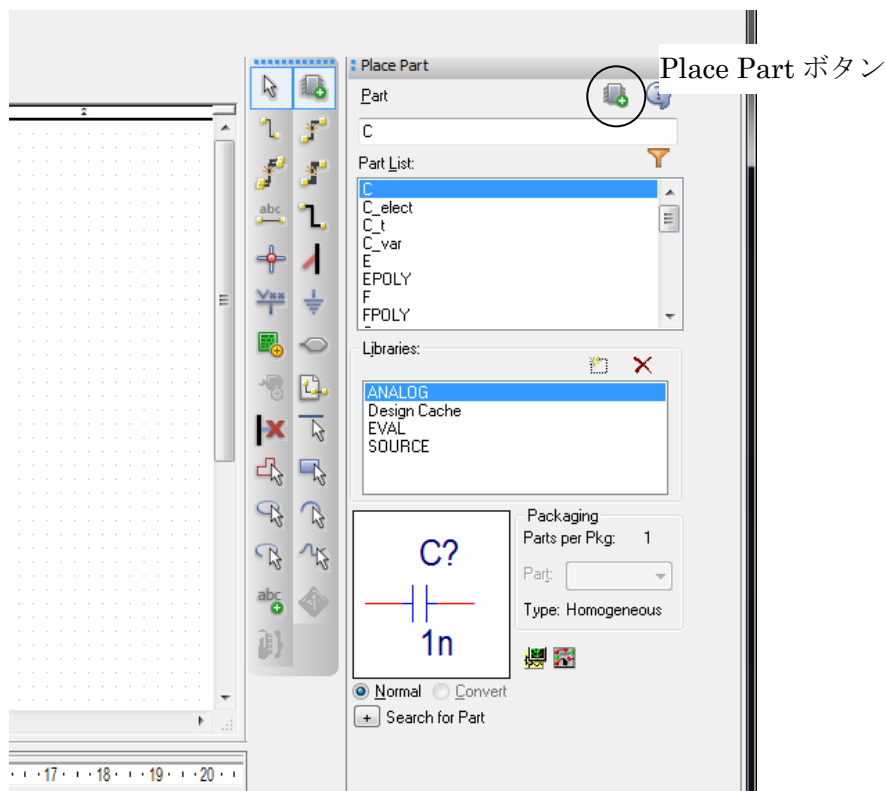 Place Part
Place Part ボタン
Part
C
2
Part List:
C
C_elect
C_t
C_var
E
EPOLY
F
FPOLY
abc
Vxx
Libraries:
ANALOG
Design Cache
EVAL
SOURCE
C?
1n
Packaging
Parts per Pkg: 1
Part:
Type: Homogeneous
abc
Normal Convert
+ Search for Part
17 18 19 20